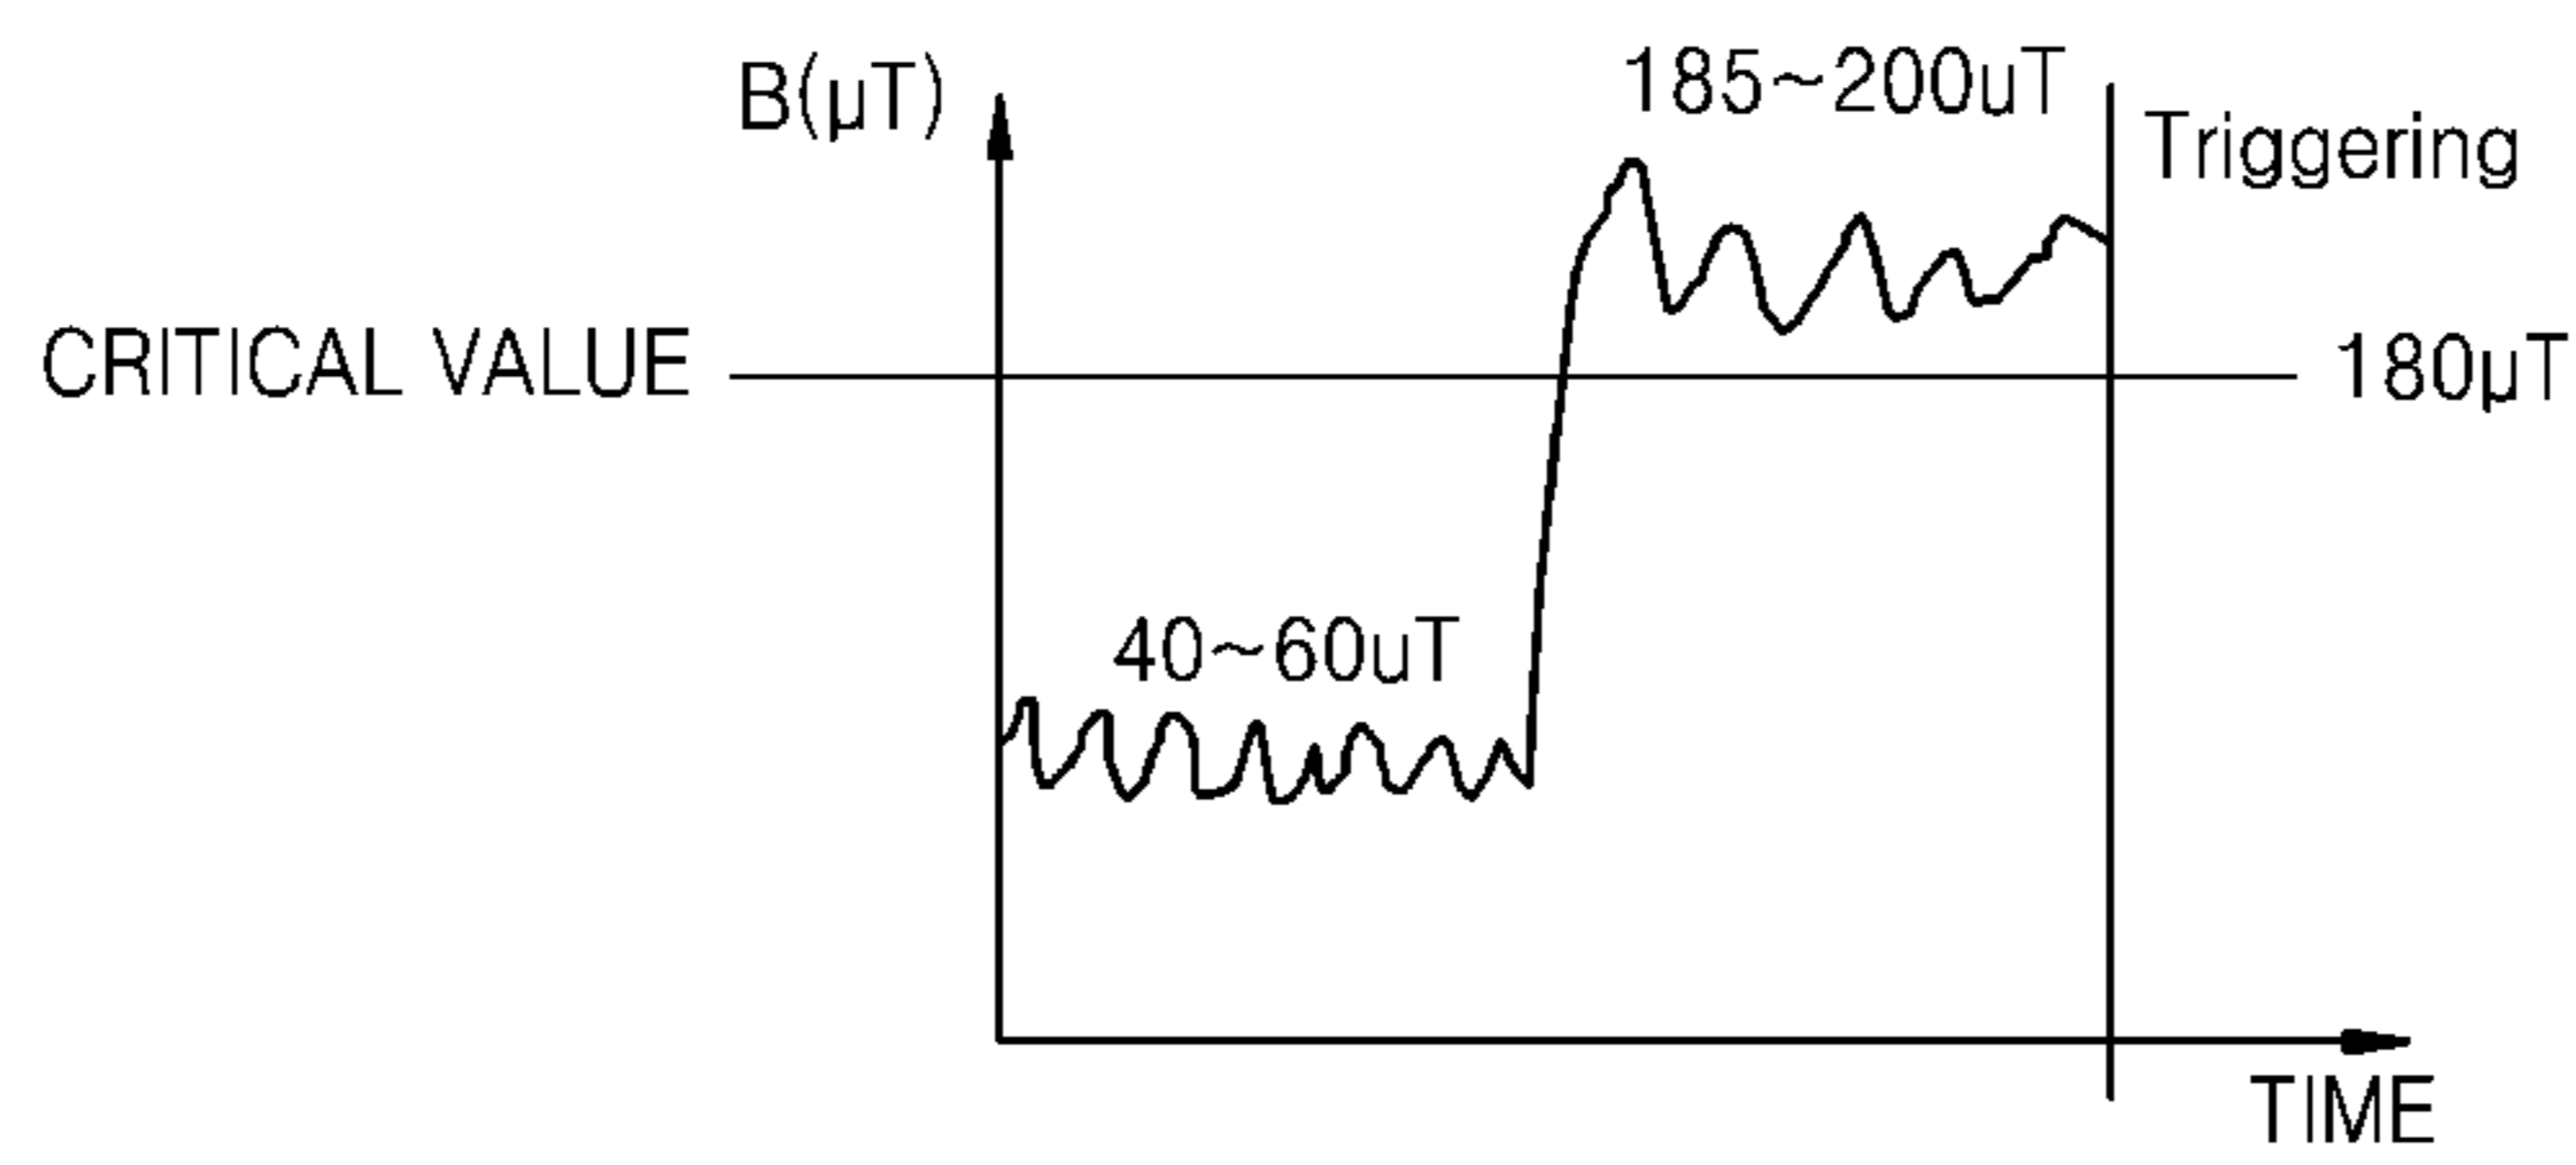 B(μT)
185~200uT
Triggering
CRITICAL VALUE
180μT
40~60uT
TIME